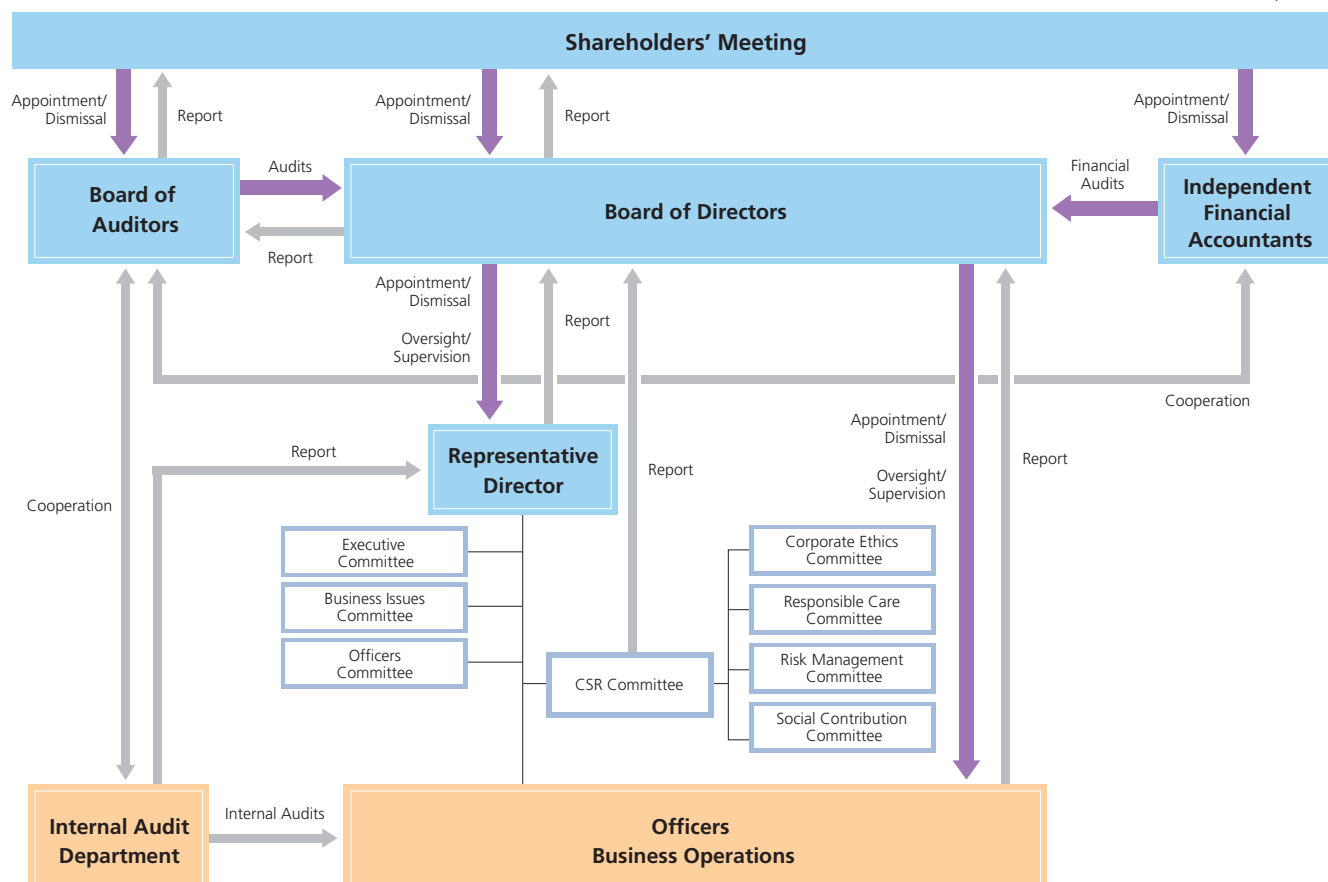 Shareholders’ Meeting
Appointment/
Dismissal
Report
Appointment/
Dismissal
Report
Appointment/
Dismissal
Board of
Auditors
Audits
Report
Board of Directors
Financial
Audits
Independent
Financial
Accountants
Appointment/
Dismissal
Oversight/
Supervision
Report
Cooperation
Appointment/
Dismissal
Oversight/
Supervision
Report
Report
Representative
Director
Report
Cooperation
Executive
Committee
Business Issues
Committee
Officers
Committee
CSR Committee
Corporate Ethics
Committee
Responsible Care
Committee
Risk Management
Committee
Social Contribution
Committee
Internal Audit
Department
Internal Audits
Officers
Business Operations